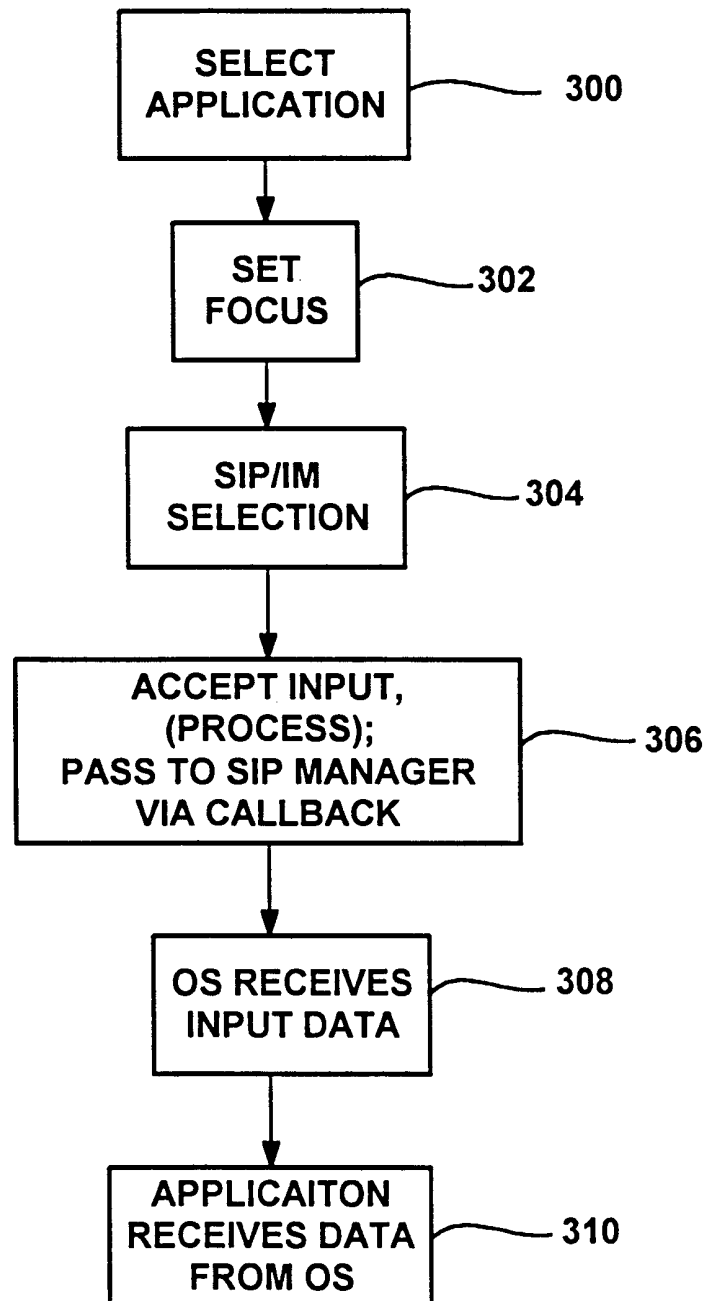 SELECT
APPLICATION
300
SET
FOCUS
302
SIP/IM
SELECTION
304
ACCEPT INPUT,
(PROCESS);
PASS TO SIP MANAGER
VIA CALLBACK
306
OS RECEIVES
INPUT DATA
308
APPLICAITON
RECEIVES DATA
FROM OS
310